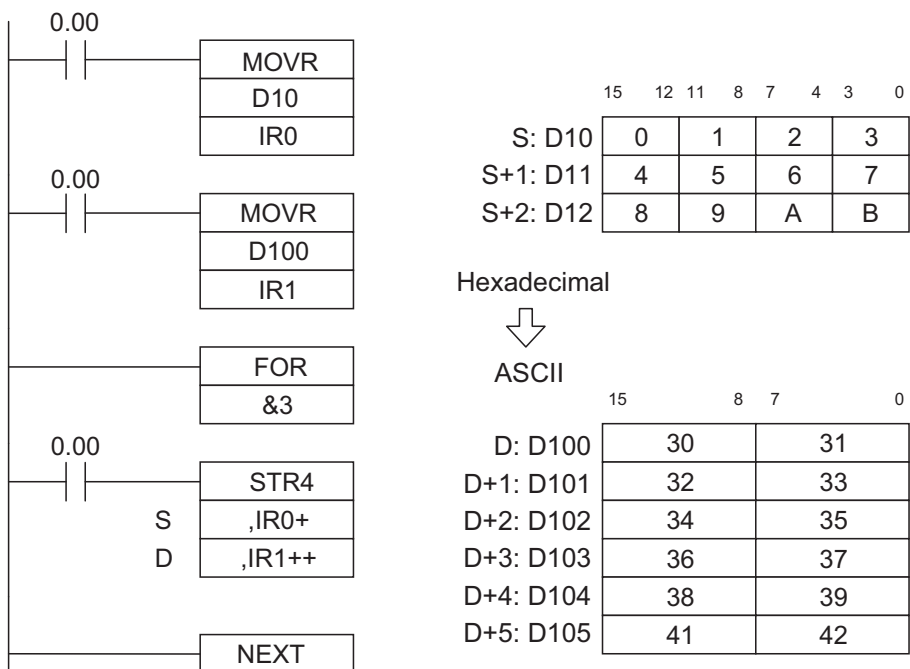 0.00
MOVR
D10
IR0
0.00
MOVR
D100
IR1
FOR
&3
0.00
STR4
S ,IR0+
D ,IR1++
NEXT
15 12 11 8 7 4 3 0
S: D10 0 1 2 3
S+1: D11 4 5 6 7
S+2: D12 8 9 A B
Hexadecimal
ASCII
15 8 7 0
D: D100 30 31
D+1: D101 32 33
D+2: D102 34 35
D+3: D103 36 37
D+4: D104 38 39
D+5: D105 41 42